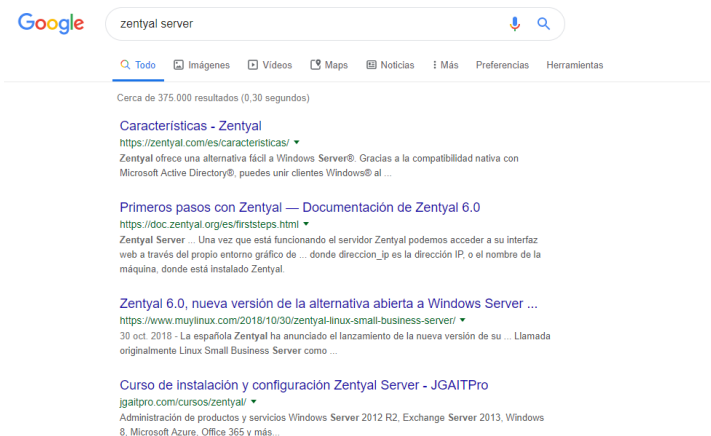 Google
zentyal server
Todo Imágenes Vídeos Maps Noticias Más Preferencias Herramientas
Cerca de 375.000 resultados (0,30 segundos)
Características - Zentyal
https://zentyal.com/es/caracteristicas/
Zentyal ofrece una alternativa fácil a Windows Server®. Gracias a la compatibilidad nativa con
Microsoft Active Directory®, puedes unir clientes Windows® al ...
Primeros pasos con Zentyal — Documentación de Zentyal 6.0
https://doc.zentyal.org/es/firststeps.html
Zentyal Server ... Una vez que está funcionando el servidor Zentyal podemos acceder a su interfaz
web a través del propio entorno gráfico de ... donde direccion_ip es la dirección IP, o el nombre de la
máquina, donde está instalado Zentyal.
Zentyal 6.0, nueva versión de la alternativa abierta a Windows Server ...
https://www.muylinux.com/2018/10/30/zentyal-linux-small-business-server/
30 oct. 2018 - La española Zentyal ha anunciado el lanzamiento de la nueva versión de su ... Llamada
originalmente Linux Small Business Server como ...
Curso de instalación y configuración Zentyal Server - JGAITPro
jgaitpro.com/cursos/zentyal/
Administración de productos y servicios Windows Server 2012 R2, Exchange Server 2013, Windows
8, Microsoft Azure, Office 365 y más...